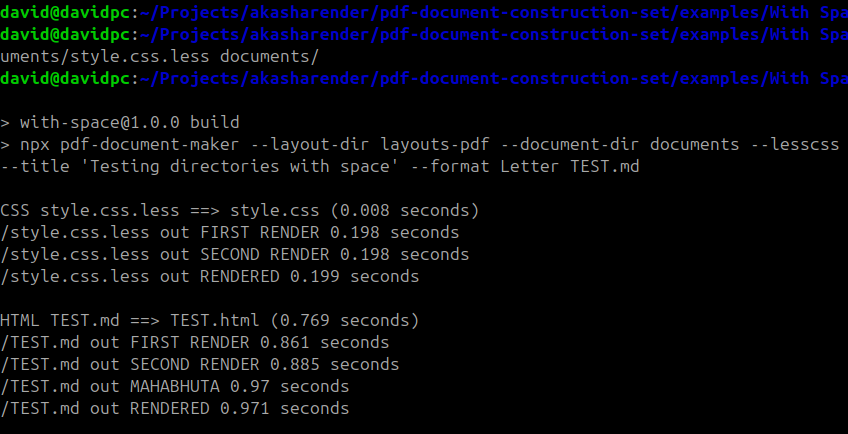 david@davidpc:~/Projects/akasharender/pdf-document-construction-set/examples/With Spa
david@davidpc:~/Projects/akasharender/pdf-document-construction-set/examples/With Spa
uments/style.css.less documents/
david@davidpc:~/Projects/akasharender/pdf-document-construction-set/examples/With Spa
> with-space@1.0.0 build
> npx pdf-document-maker --layout-dir layouts-pdf --document-dir documents --lesscss
--title 'Testing directories with space' --format Letter TEST.md
CSS style.css.less ==> style.css (0.008 seconds)
/style.css.less out FIRST RENDER 0.198 seconds
/style.css.less out SECOND RENDER 0.198 seconds
/style.css.less out RENDERED 0.199 seconds
HTML TEST.md ==> TEST.html (0.769 seconds)
/TEST.md out FIRST RENDER 0.861 seconds
/TEST.md out SECOND RENDER 0.885 seconds
/TEST.md out MAHABHUTA 0.97 seconds
/TEST.md out RENDERED 0.971 seconds